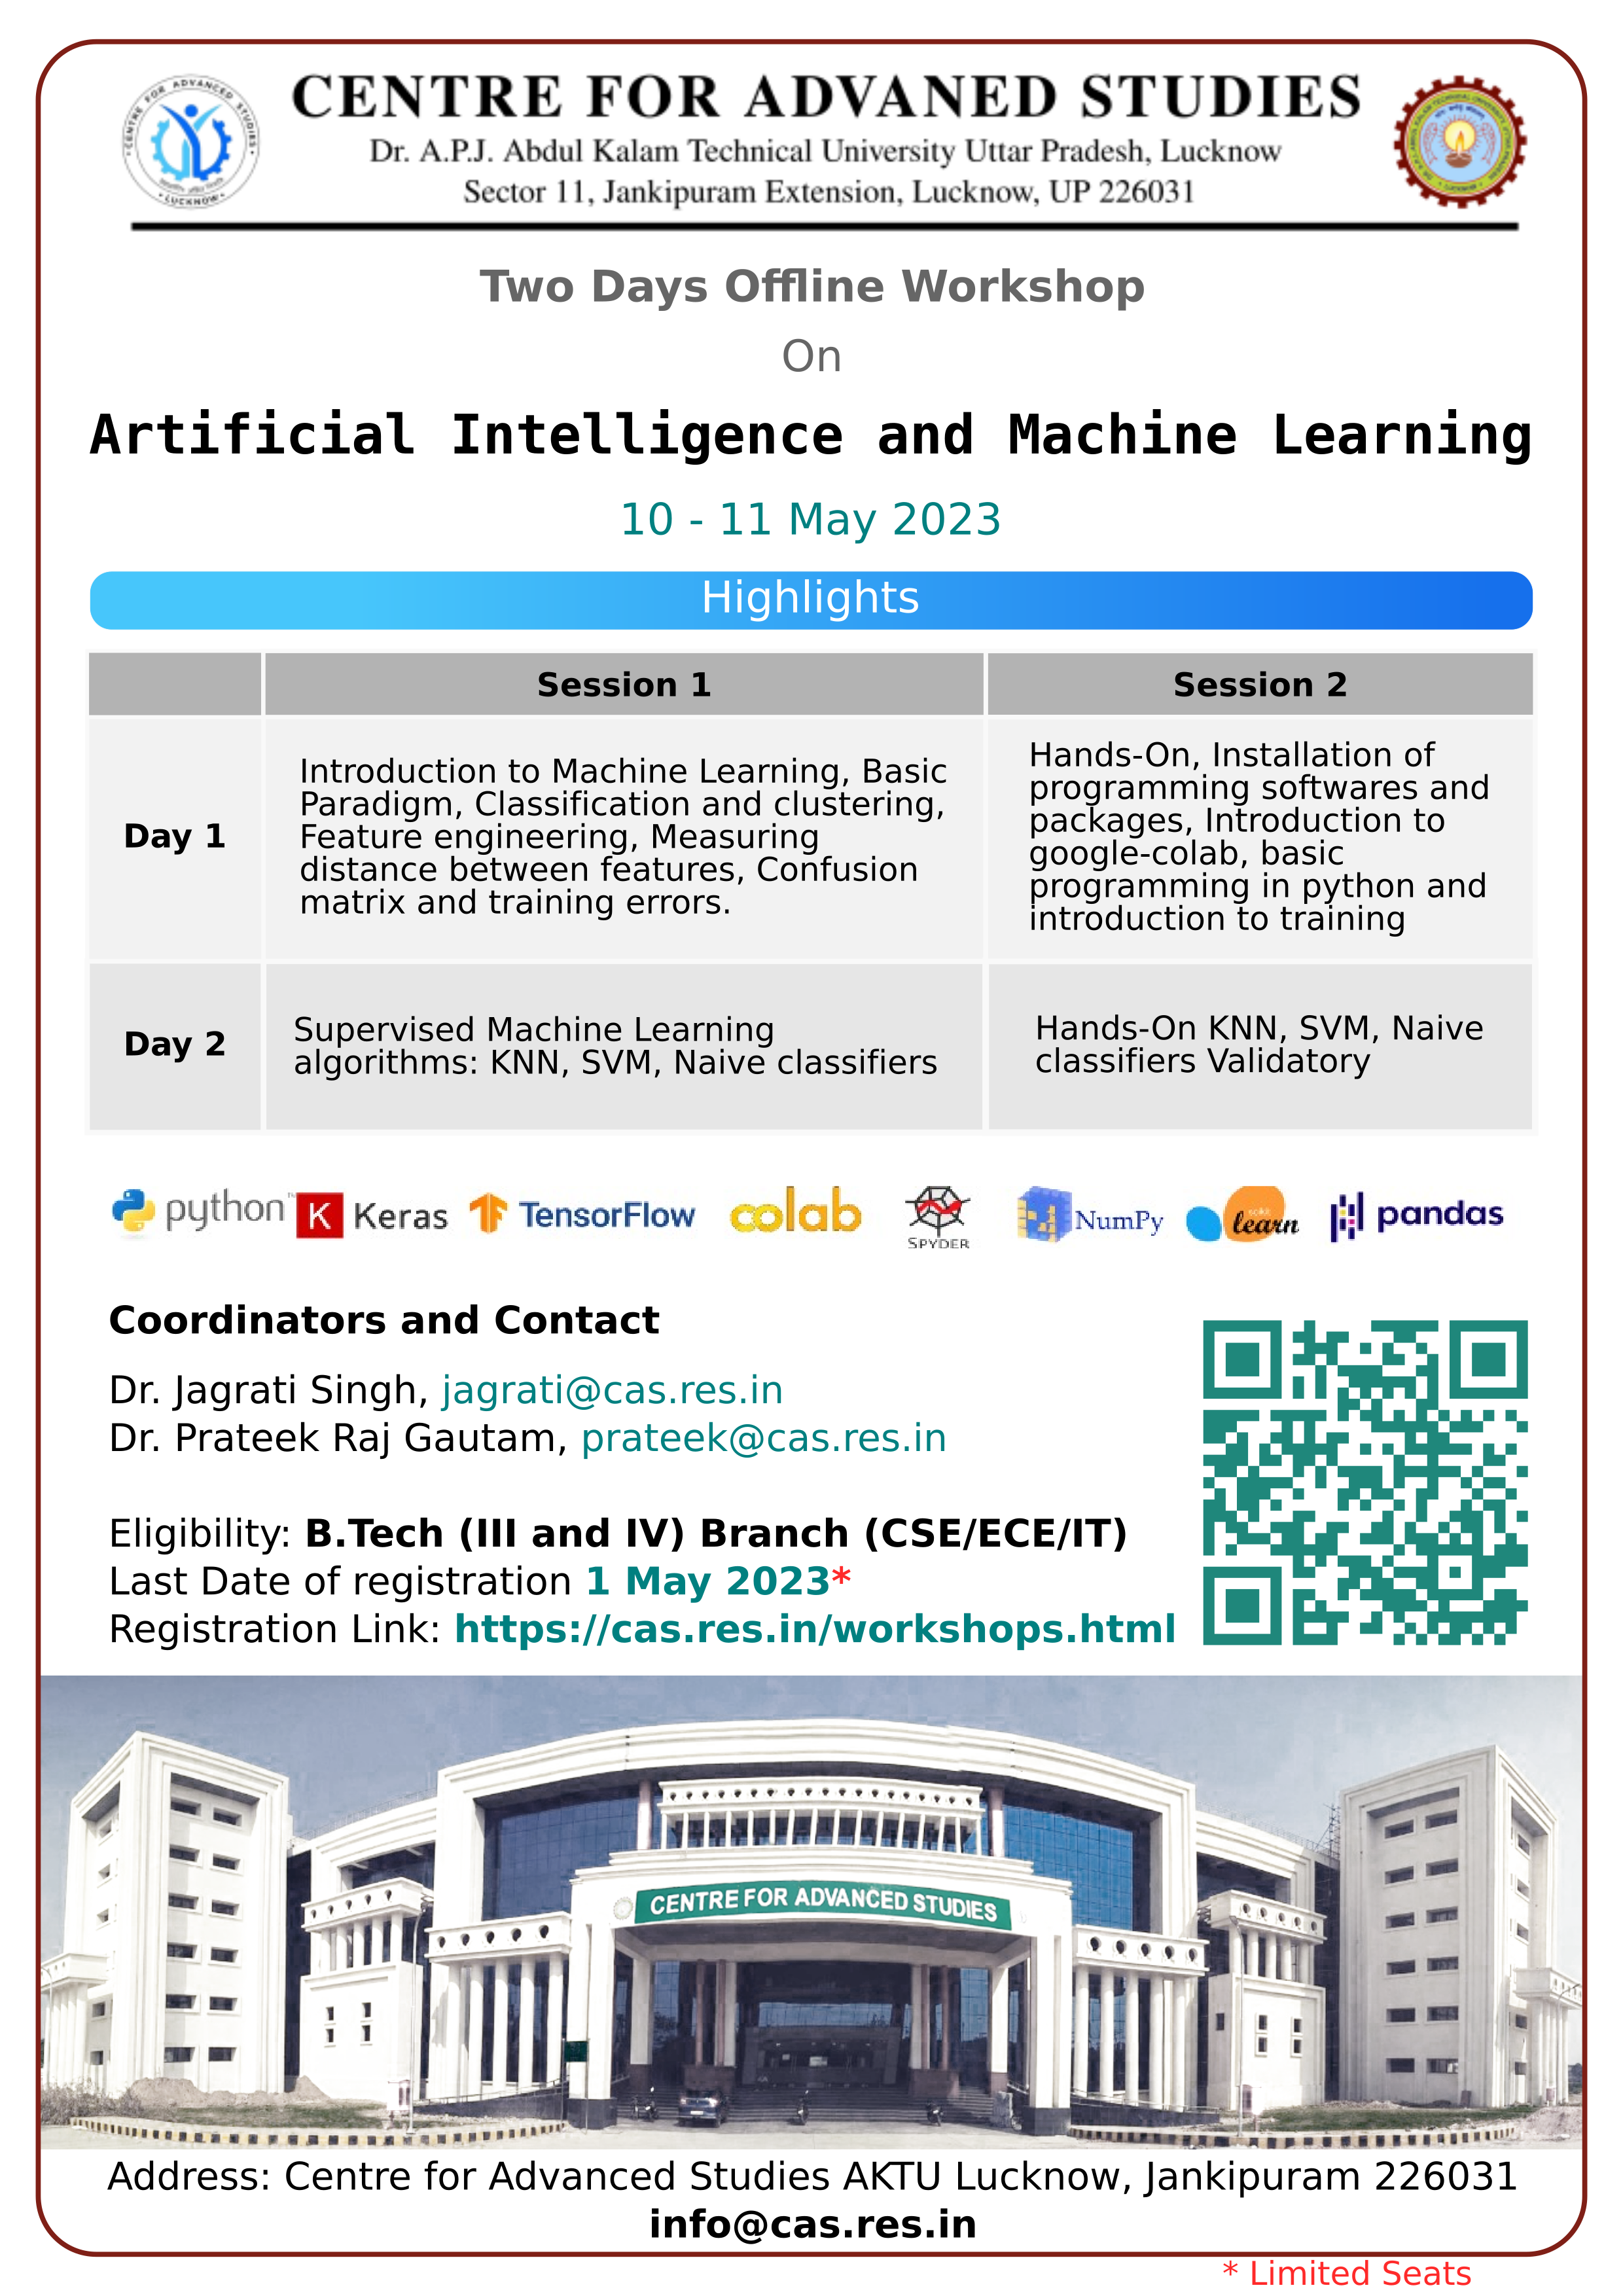 CENTRE FOR ADVANED STUDIES
Dr. A.P.J. Abdul Kalam Technical University Uttar Pradesh, Lucknow
Sector 11, Jankipuram Extension, Lucknow, UP 226031
CENTRE FOR ADVANCED STUDIES
LUCKNOW
Two Days Offline Workshop
On
Artificial Intelligence and Machine Learning
10 - 11 May 2023
Highlights
Session 1
Session 2
Day 1
Introduction to Machine Learning, Basic
Paradigm, Classification and clustering,
Feature engineering, Measuring
distance between features, Confusion
matrix and training errors.
Hands-On, Installation of
programming softwares and
packages, Introduction to
google-colab, basic
programming in python and
introduction to training
Day 2
Supervised Machine Learning
algorithms: KNN, SVM, Naive classifiers
Hands-On KNN, SVM, Naive
classifiers Validatory
python
K Keras
TensorFlow
colab
SPYDER
NumPy
scikit
learn
pandas
Coordinators and Contact
Dr. Jagrati Singh, jagrati@cas.res.in
Dr. Prateek Raj Gautam, prateek@cas.res.in
Eligibility: B.Tech (III and IV) Branch (CSE/ECE/IT)
Last Date of registration 1 May 2023*
Registration Link: https://cas.res.in/workshops.html
CENTRE FOR ADVANCED STUDIES
Address: Centre for Advanced Studies AKTU Lucknow, Jankipuram 226031
info@cas.res.in
* Limited Seats